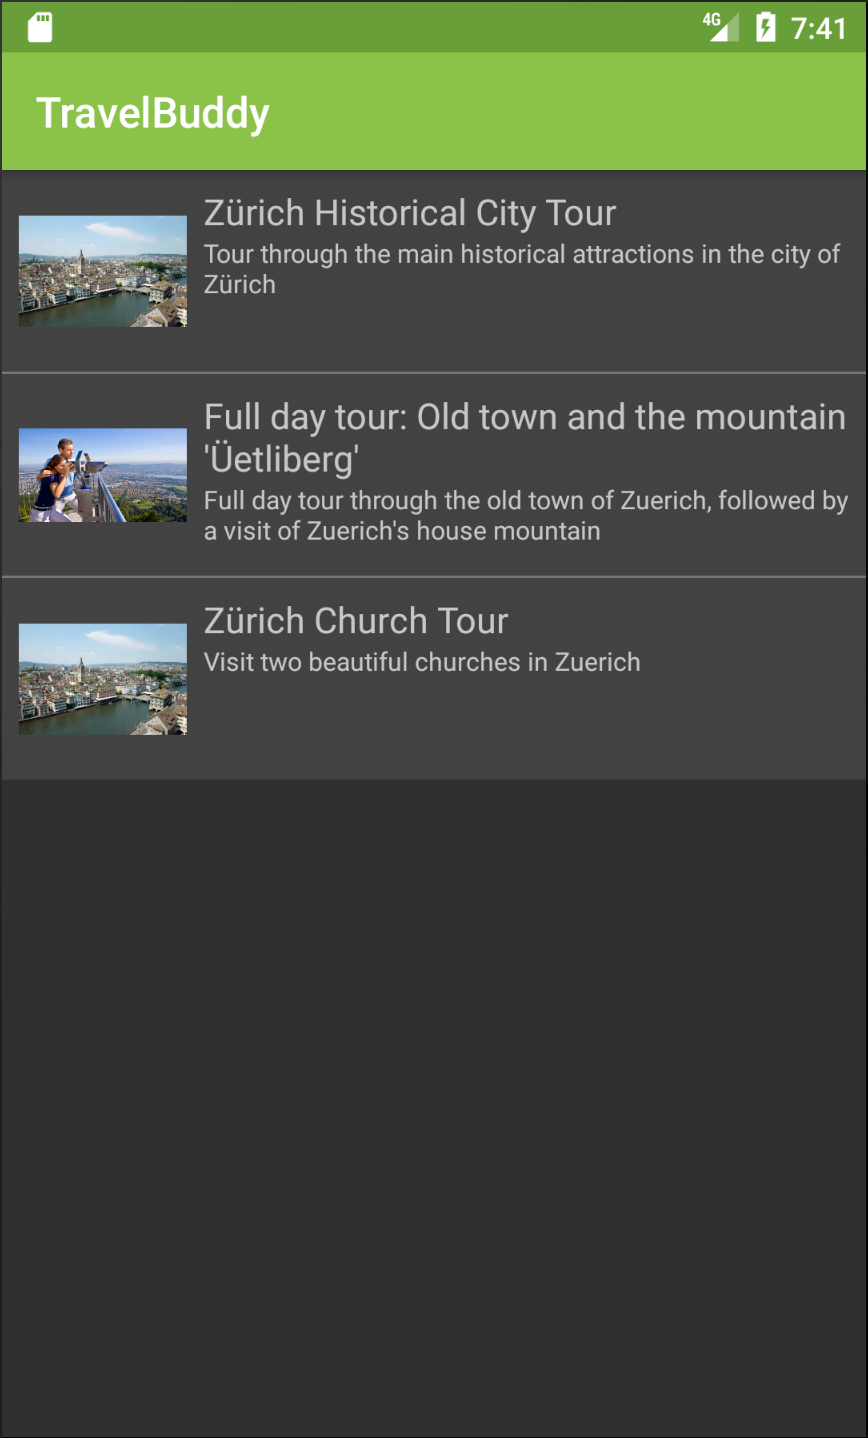 4G 7:41
TravelBuddy
Zürich Historical City Tour
Tour through the main historical attractions in the city of
Zürich
Full day tour: Old town and the mountain
'Üetliberg'
Full day tour through the old town of Zuerich, followed by
a visit of Zuerich's house mountain
Zürich Church Tour
Visit two beautiful churches in Zuerich